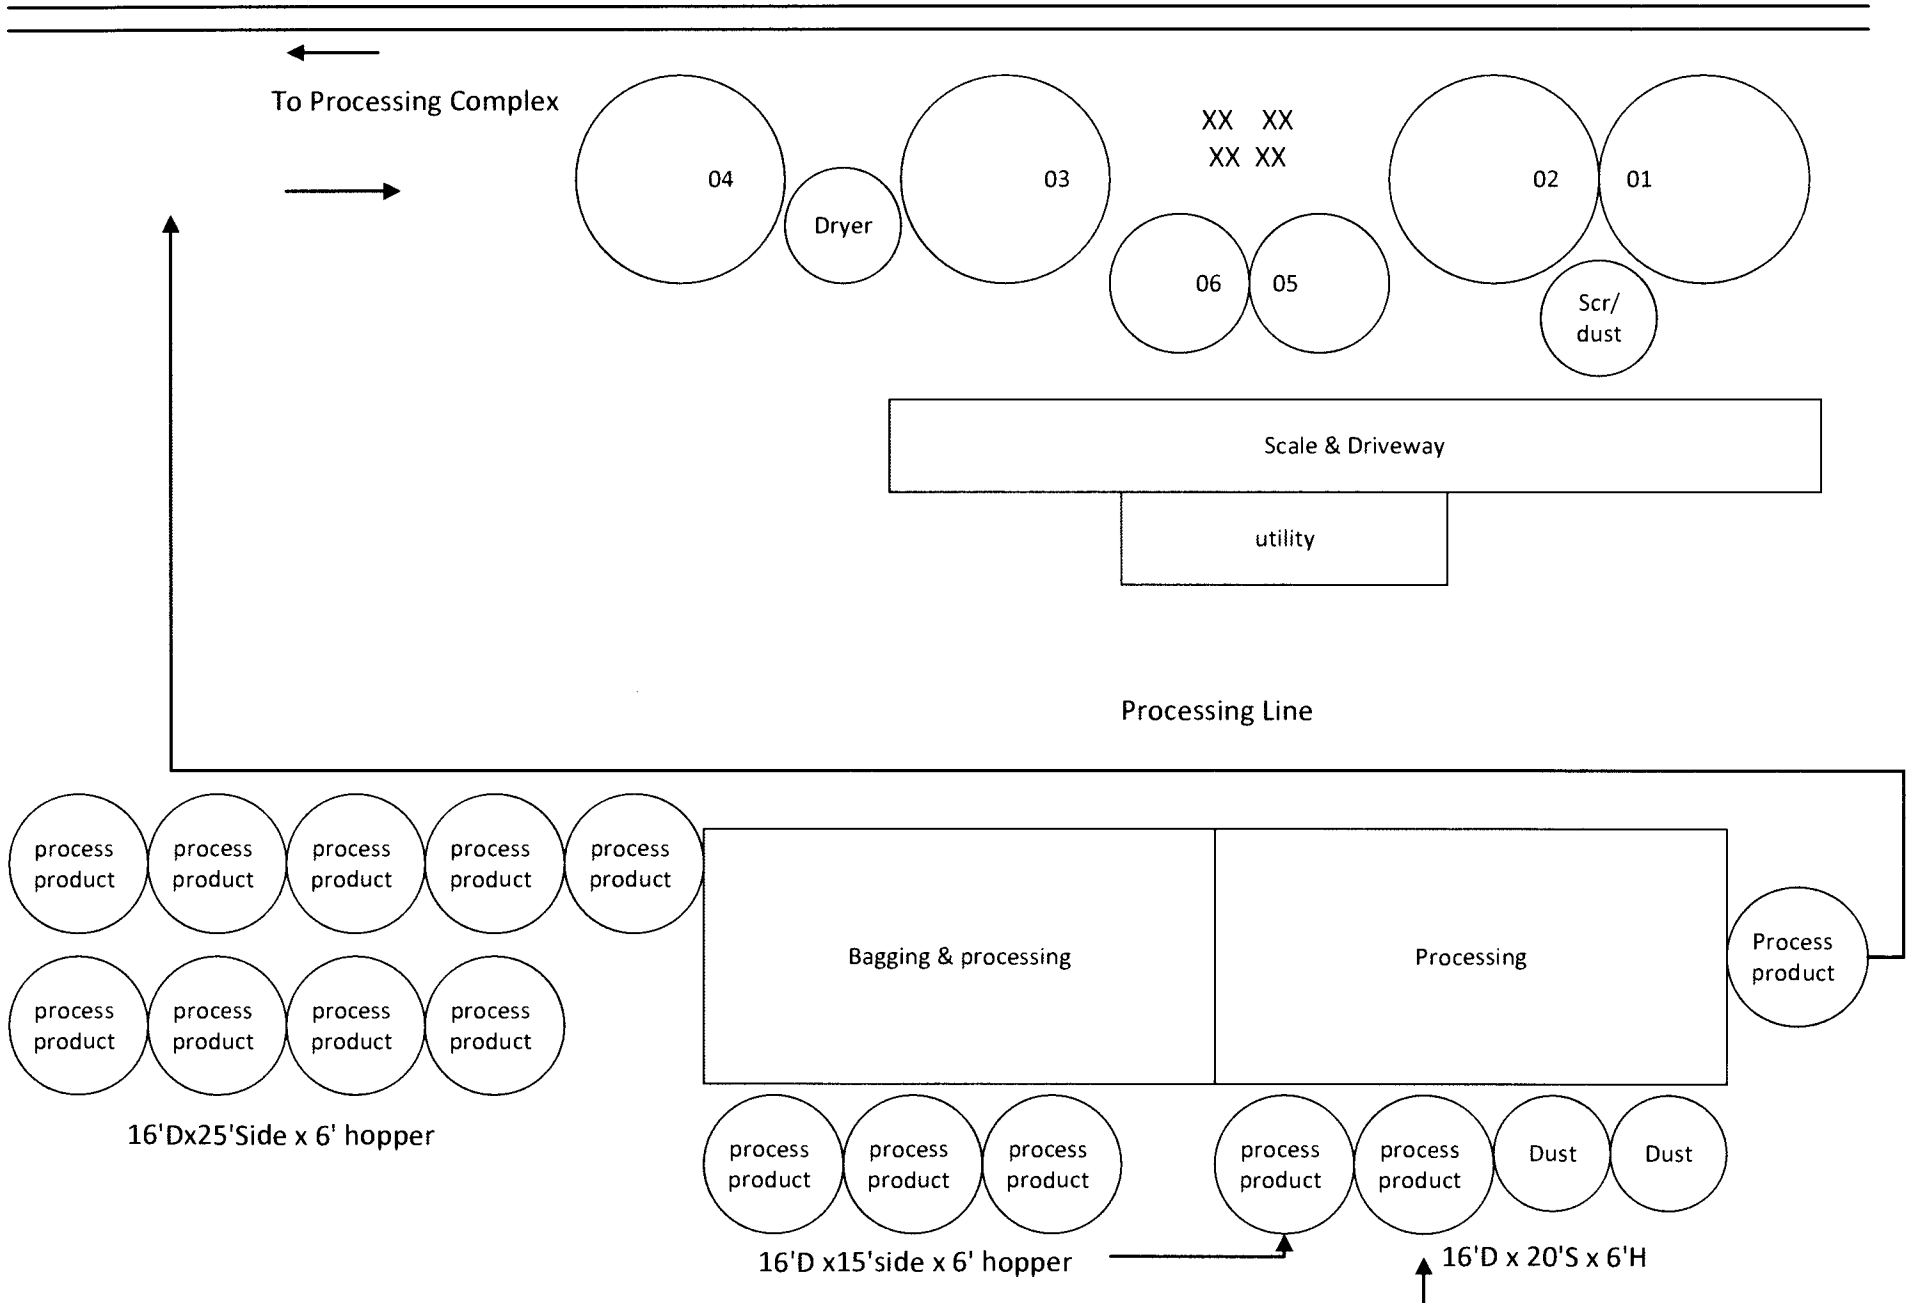 To Processing Complex
XX XX
XX XX
04
03
02
01
Dryer
06
05
Scr/
dust
Scale & Driveway
utility
Processing Line
process
product
process
product
process
product
process
product
process
product
Bagging & processing
Processing
Process
product
process
product
process
product
process
product
process
product
16'Dx25'Side x 6' hopper
process
product
process
product
process
product
process
product
process
product
Dust
Dust
16'D x15'side x 6' hopper
16'D x 20'S x 6'H